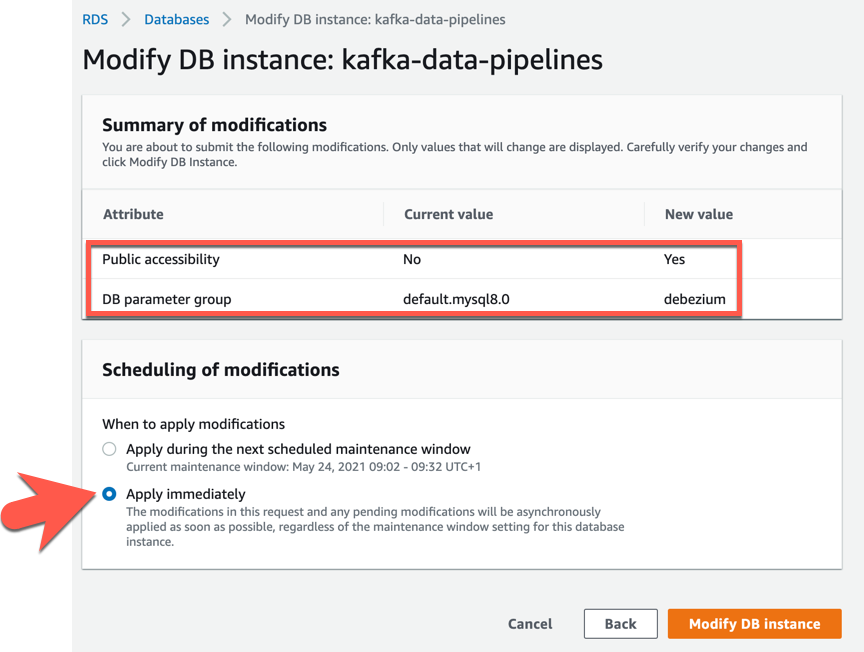 RDS > Databases > Modify DB instance: kafka-data-pipelines
Modify DB instance: kafka-data-pipelines
Summary of modifications
You are about to submit the following modifications. Only values that will change are displayed. Carefully verify your changes and
click Modify DB Instance.
Attribute Current value New value
Public accessibility No Yes
DB parameter group default.mysql8.0 debezium
Scheduling of modifications
When to apply modifications
Apply during the next scheduled maintenance window
Current maintenance window: May 24, 2021 09:02 - 09:32 UTC+1
Apply immediately
The modifications in this request and any pending modifications will be asynchronously
applied as soon as possible, regardless of the maintenance window setting for this database
instance.
Cancel Back Modify DB instance